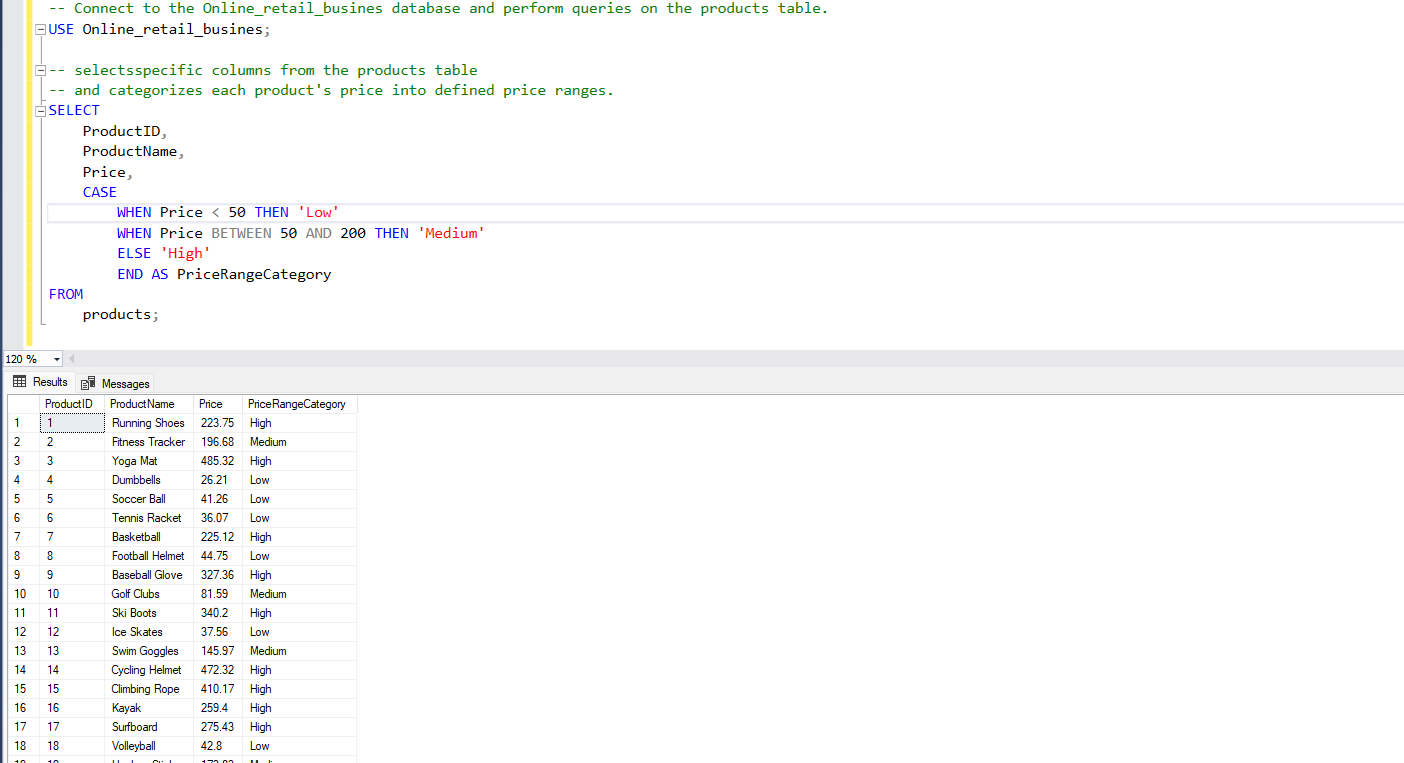 -- Connect to the Online_retail_busines database and perform queries on the products table.
USE Online_retail_busines;
-- selectsspecific columns from the products table
-- and categorizes each product's price into defined price ranges.
SELECT
ProductID,
ProductName,
Price,
CASE
WHEN Price < 50 THEN 'Low'
WHEN Price BETWEEN 50 AND 200 THEN 'Medium'
ELSE 'High'
END AS PriceRangeCategory
FROM
products;
120 %
Results Messages
ProductID ProductName Price PriceRangeCategory
1 1 Running Shoes 223.75 High
2 2 Fitness Tracker 196.68 Medium
3 3 Yoga Mat 485.32 High
4 4 Dumbbells 26.21 Low
5 5 Soccer Ball 41.26 Low
6 6 Tennis Racket 36.07 Low
7 7 Basketball 225.12 High
8 8 Football Helmet 44.75 Low
9 9 Baseball Glove 327.36 High
10 10 Golf Clubs 81.59 Medium
11 11 Ski Boots 340.2 High
12 12 Ice Skates 37.56 Low
13 13 Swim Goggles 145.97 Medium
14 14 Cycling Helmet 472.32 High
15 15 Climbing Rope 410.17 High
16 16 Kayak 259.4 High
17 17 Surfboard 275.43 High
18 18 Volleyball 42.8 Low